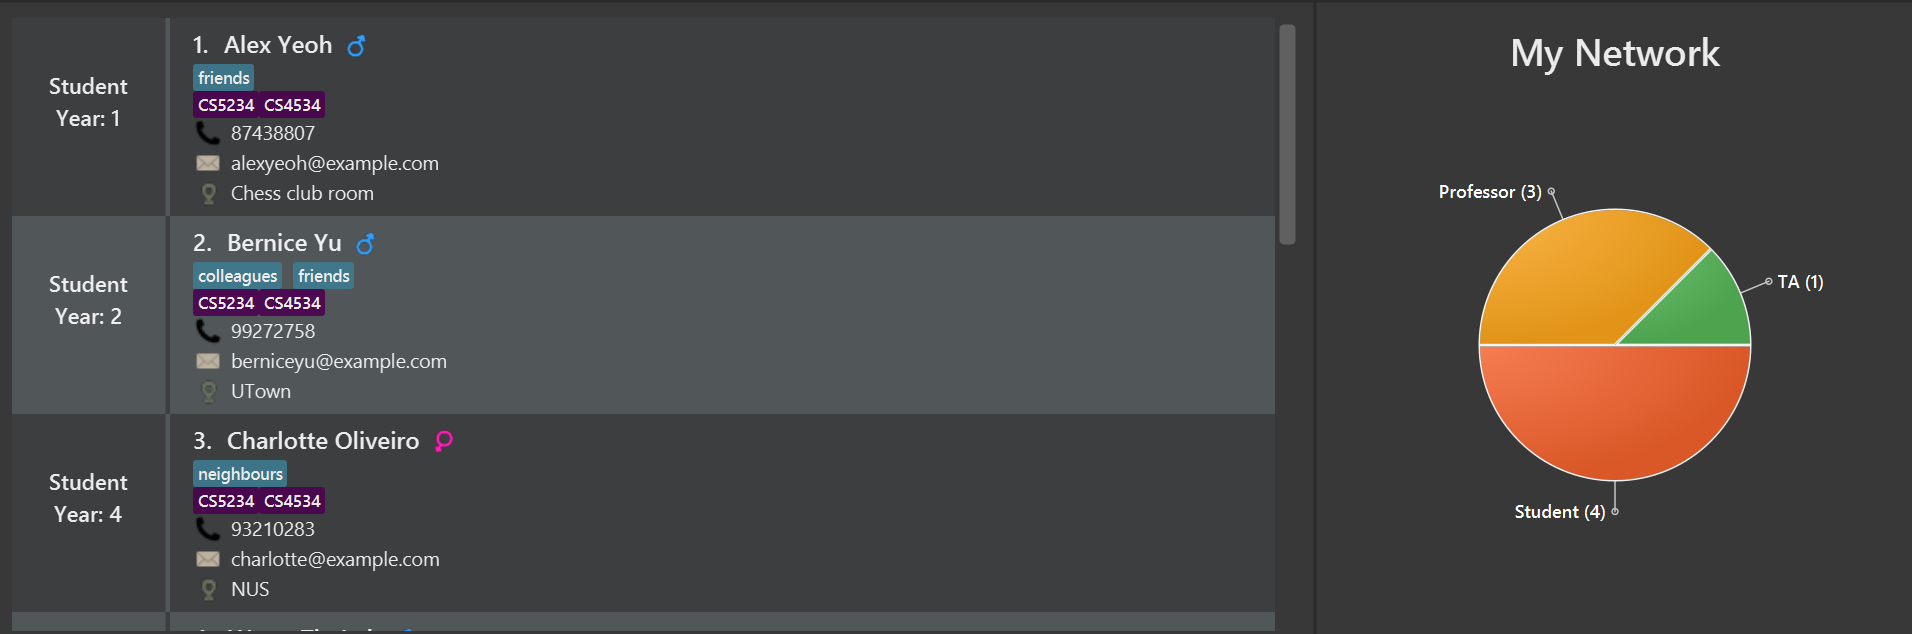 Student
Year: 1
1. Alex Yeoh
friends
CS5234 CS4534
87438807
alexyeoh@example.com
Chess club room
Student
Year: 2
2. Bernice Yu
colleagues friends
CS5234 CS4534
99272758
berniceyu@example.com
UTown
Student
Year: 4
3. Charlotte Oliveiro
neighbours
CS5234 CS4534
93210283
charlotte@example.com
NUS
My Network
Professor (3)
TA (1)
Student (4)